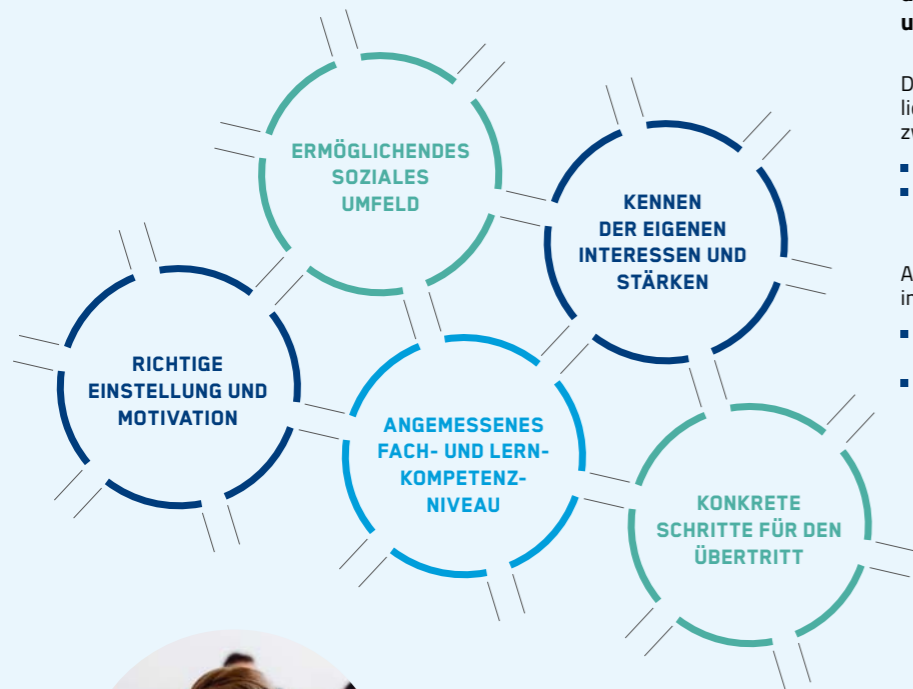 ERMÖGLICHENDES
SOZIALES
UMFELD
KENNEN
DER EIGENEN
INTERESSEN UND
STÄRKEN
RICHTIGE
EINSTELLUNG UND
MOTIVATION
ANGEMESSENES
FACH- UND LERN-
KOMPETENZ-
NIVEAU
KONKRETE
SCHRITTE FÜR DEN
ÜBERTRITT